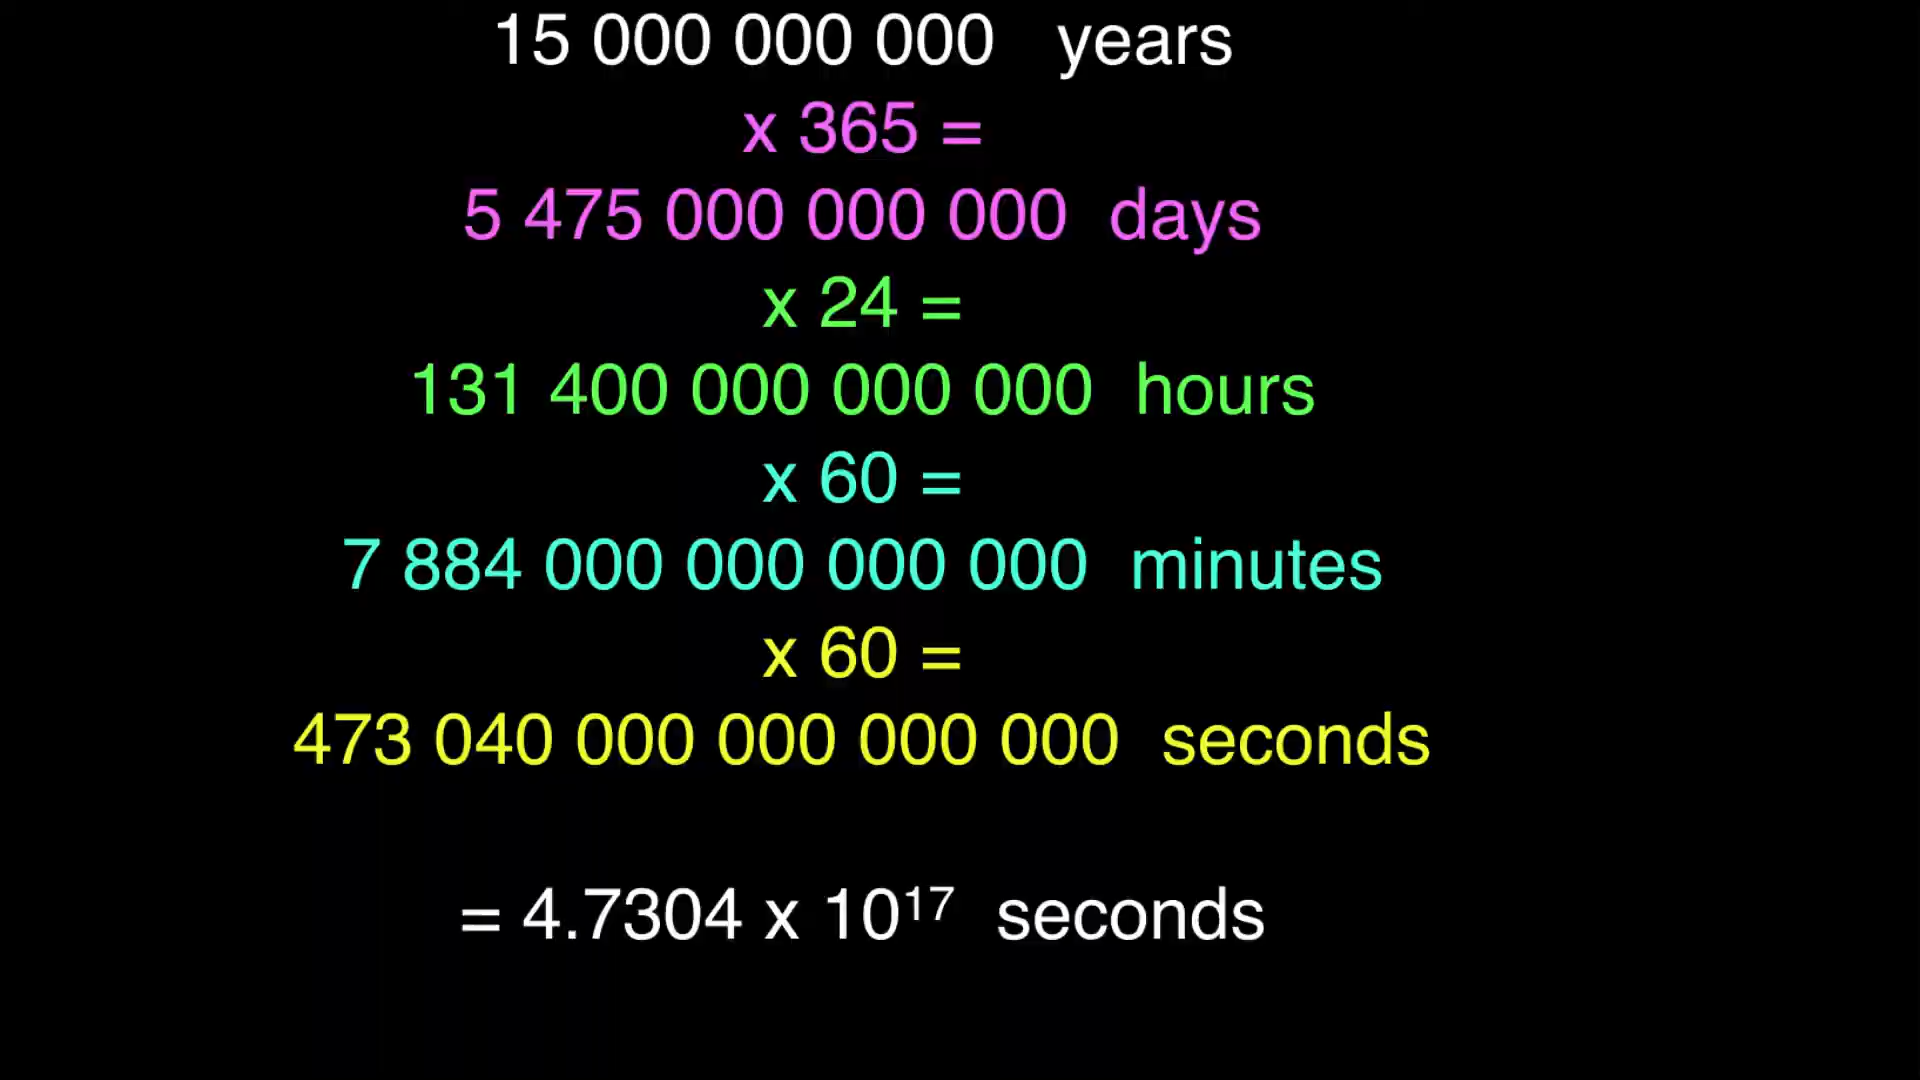 15 000 000 000 years
x 365 =
5 475 000 000 000 days
x 24 =
131 400 000 000 000 hours
x 60 =
7 884 000 000 000 000 minutes
x 60 =
473 040 000 000 000 000 seconds
= 4.7304 x 10¹⁷ seconds